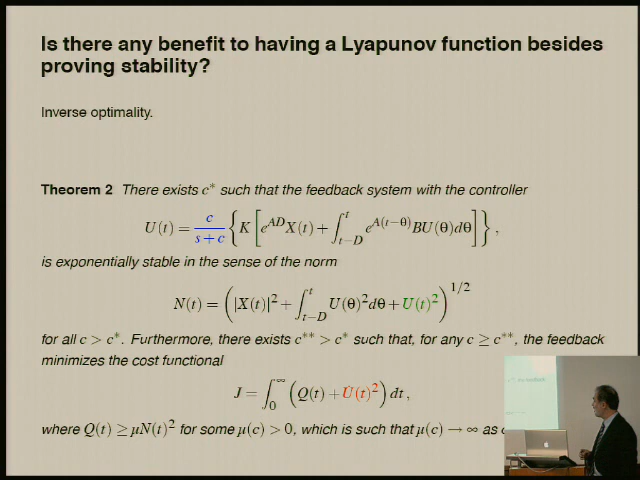 Is there any benefit to having a Lyapunov function besides
proving stability?
Inverse optimality.
Theorem 2 There exists c* such that the feedback system with the controller
U(t) = c/(s+c) { K [ e^{AD} X(t) + ∫_{t−D}^{t} e^{A(t−θ)} BU(θ)dθ ] } ,
is exponentially stable in the sense of the norm
N(t) = ( |X(t)|² + ∫_{t−D}^{t} U(θ)² dθ + U(t)² )^{1/2}
for all c > c*. Furthermore, there exists c** > c* such that, for any c ≥ c**, the feedback
minimizes the cost functional
J = ∫_0^∞ ( Q(t) + U̇(t)² ) dt ,
where Q(t) ≥ μN(t)² for some μ(c) > 0, which is such that μ(c) → ∞ as